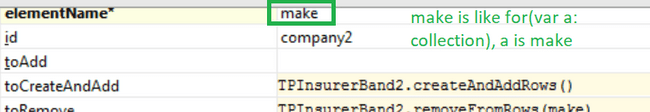 elementName* make make is like for(var a:
collection), a is make
id company2
toAdd
toCreateAndAdd TPInsurerBand2.createAndAddRows()
toRemove TPInsurerBand2.removeFromRows(make)